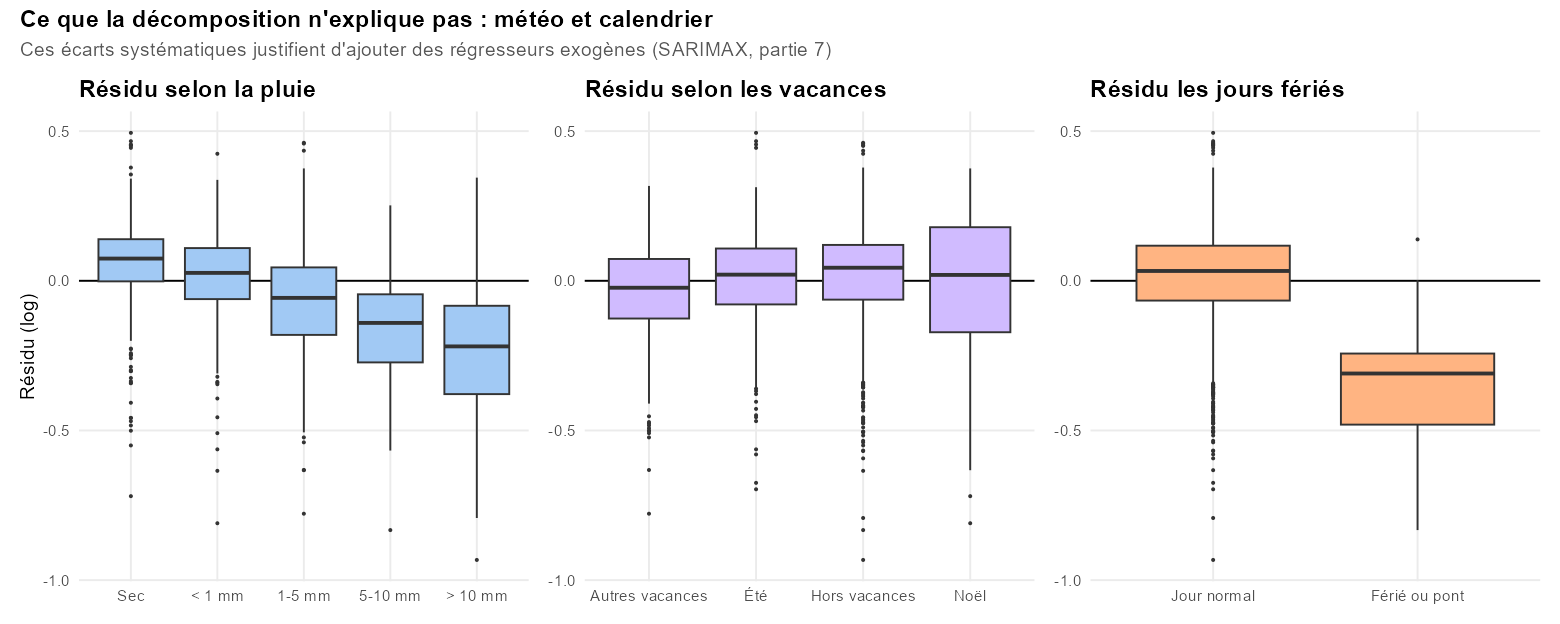 Ce que la décomposition n'explique pas : météo et calendrier
Ces écarts systématiques justifient d'ajouter des régresseurs exogènes (SARIMAX, partie 7)
Résidu selon la pluie
Résidu (log)
0.5
0.0
-0.5
-1.0
Sec
< 1 mm
1-5 mm
5-10 mm
> 10 mm
Résidu selon les vacances
0.5
0.0
-0.5
-1.0
Autres vacances
Été
Hors vacances
Noël
Résidu les jours fériés
0.5
0.0
-0.5
-1.0
Jour normal
Férié ou pont